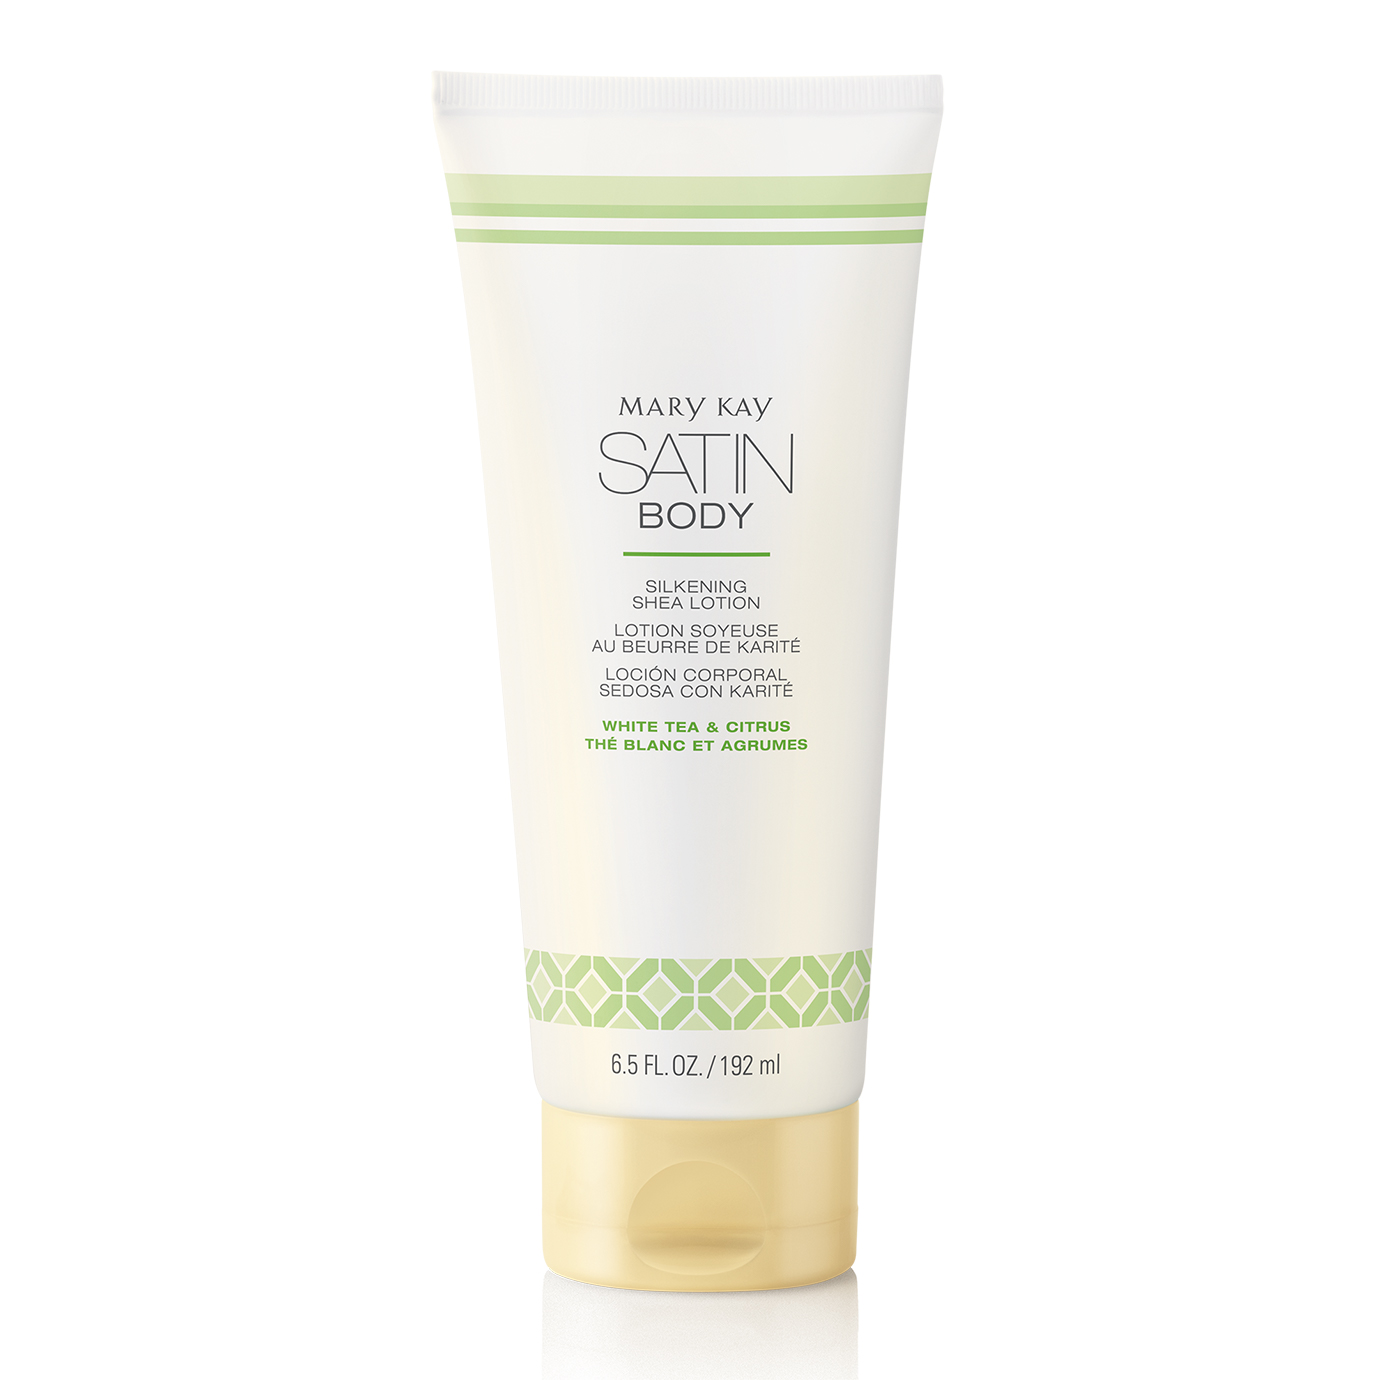 MARY KAY
SATIN
BODY
SILKENING
SHEA LOTION
LOTION SOYEUSE
AU BEURRE DE KARITÉ
LOCIÓN CORPORAL
SEDOSA CON KARITÉ
WHITE TEA & CITRUS
THÉ BLANC ET AGRUMES
6.5 FL. OZ. / 192 ml